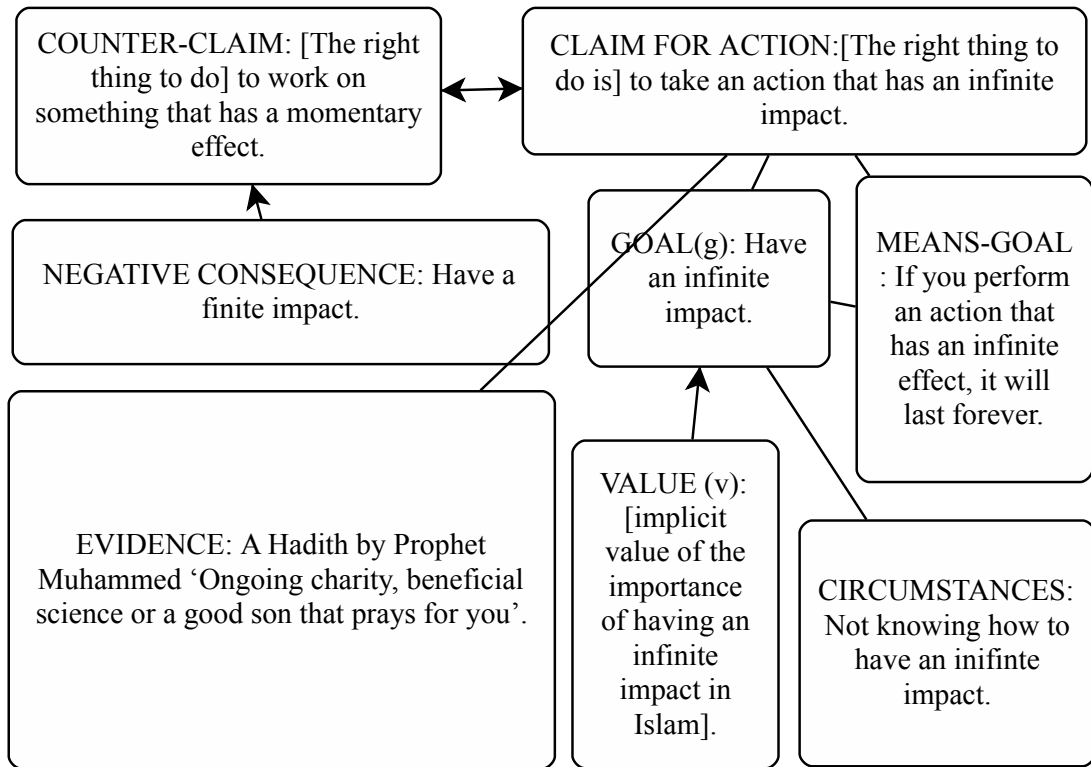 COUNTER-CLAIM: [The right
thing to do] to work on
something that has a momentary
effect.
CLAIM FOR ACTION:[The right thing to
do is] to take an action that has an infinite
impact.
NEGATIVE CONSEQUENCE: Have a
finite impact.
GOAL(g): Have
an infinite
impact.
MEANS-GOAL
: If you perform
an action that
has an infinite
effect, it will
last forever.
EVIDENCE: A Hadith by Prophet
Muhammed ‘Ongoing charity, beneficial
science or a good son that prays for you’.
VALUE (v):
[implicit
value of the
importance
of having an
infinite
impact in
Islam].
CIRCUMSTANCES:
Not knowing how to
have an inifinte
impact.